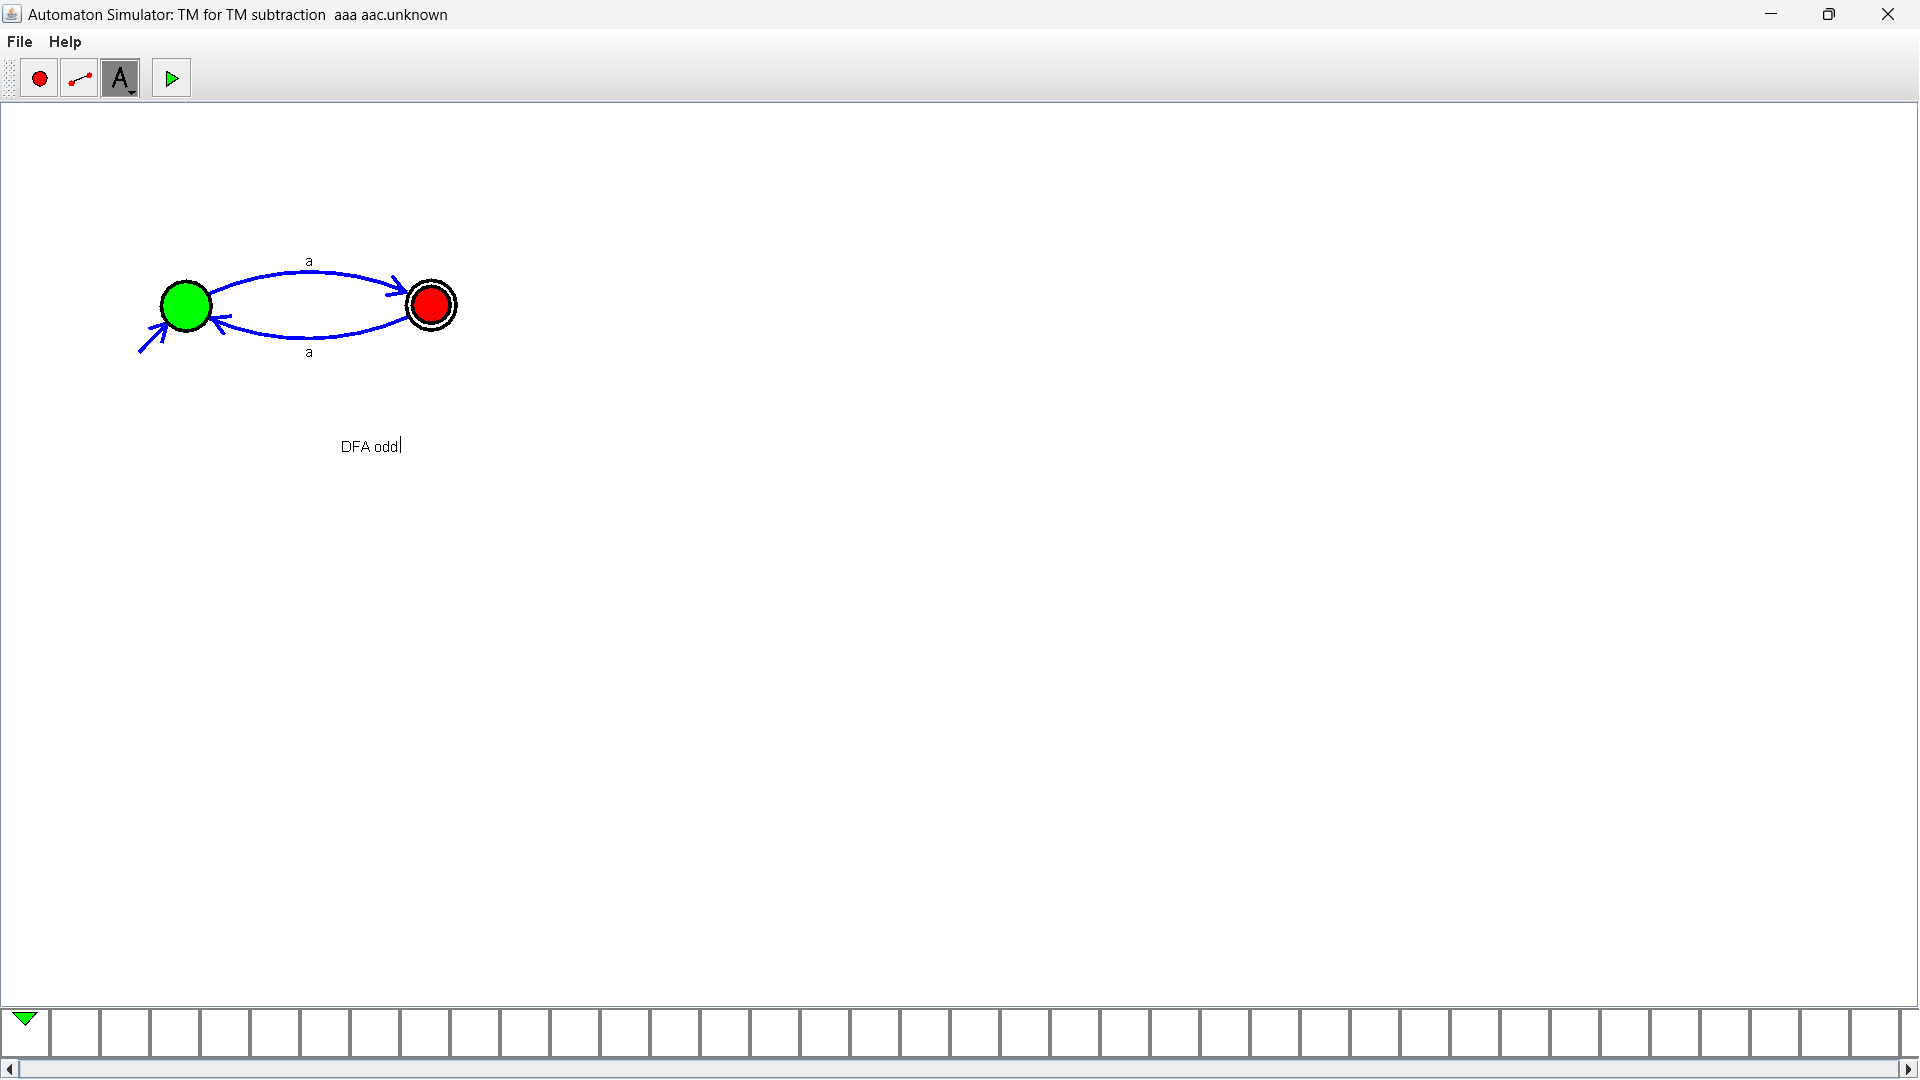 Automaton Simulator: TM for TM subtraction  aaa aac.unknown
File Help
A
a
a
DFA odd